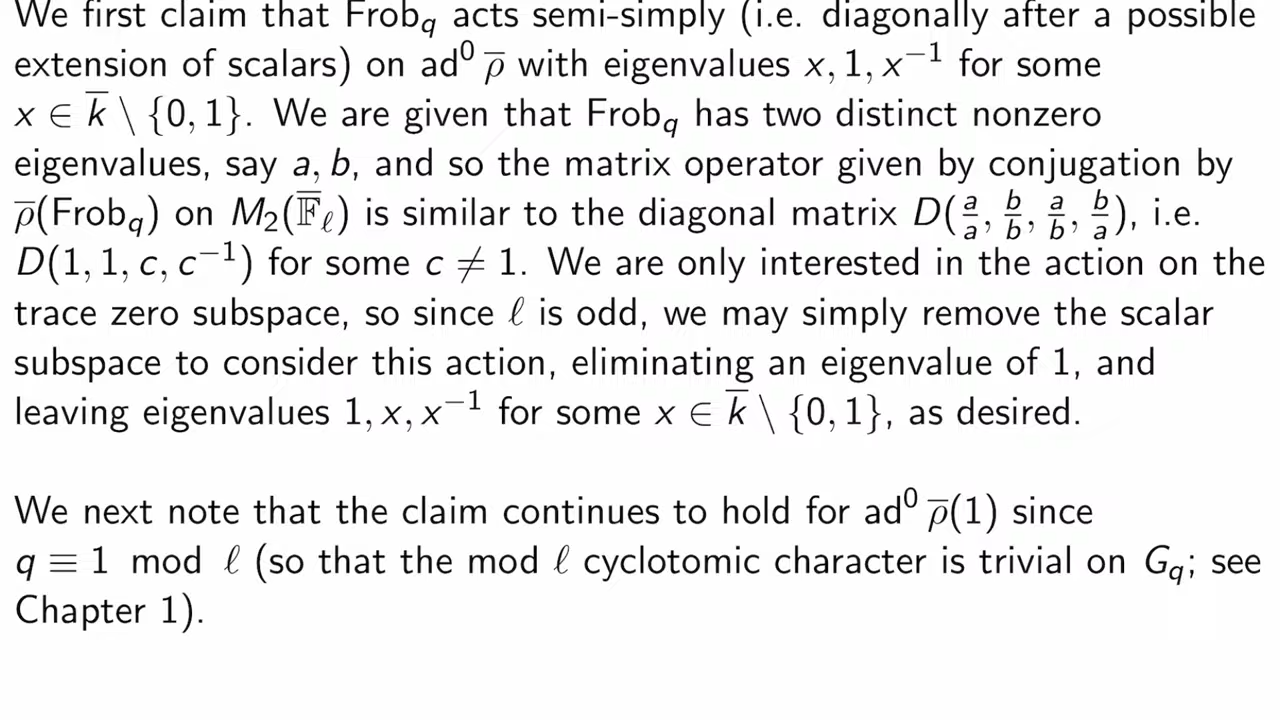 We first claim that Frob_q acts semi-simply (i.e. diagonally after a possible
extension of scalars) on ad⁰ ρ̅ with eigenvalues x, 1, x⁻¹ for some
x ∈ k̅ \ {0, 1}. We are given that Frob_q has two distinct nonzero
eigenvalues, say a, b, and so the matrix operator given by conjugation by
ρ̅(Frob_q) on M₂(𝔽̅_ℓ) is similar to the diagonal matrix D(a/a, b/b, a/b, b/a), i.e.
D(1, 1, c, c⁻¹) for some c ≠ 1. We are only interested in the action on the
trace zero subspace, so since ℓ is odd, we may simply remove the scalar
subspace to consider this action, eliminating an eigenvalue of 1, and
leaving eigenvalues 1, x, x⁻¹ for some x ∈ k̅ \ {0, 1}, as desired.
We next note that the claim continues to hold for ad⁰ ρ̅(1) since
q ≡ 1 mod ℓ (so that the mod ℓ cyclotomic character is trivial on G_q; see
Chapter 1).